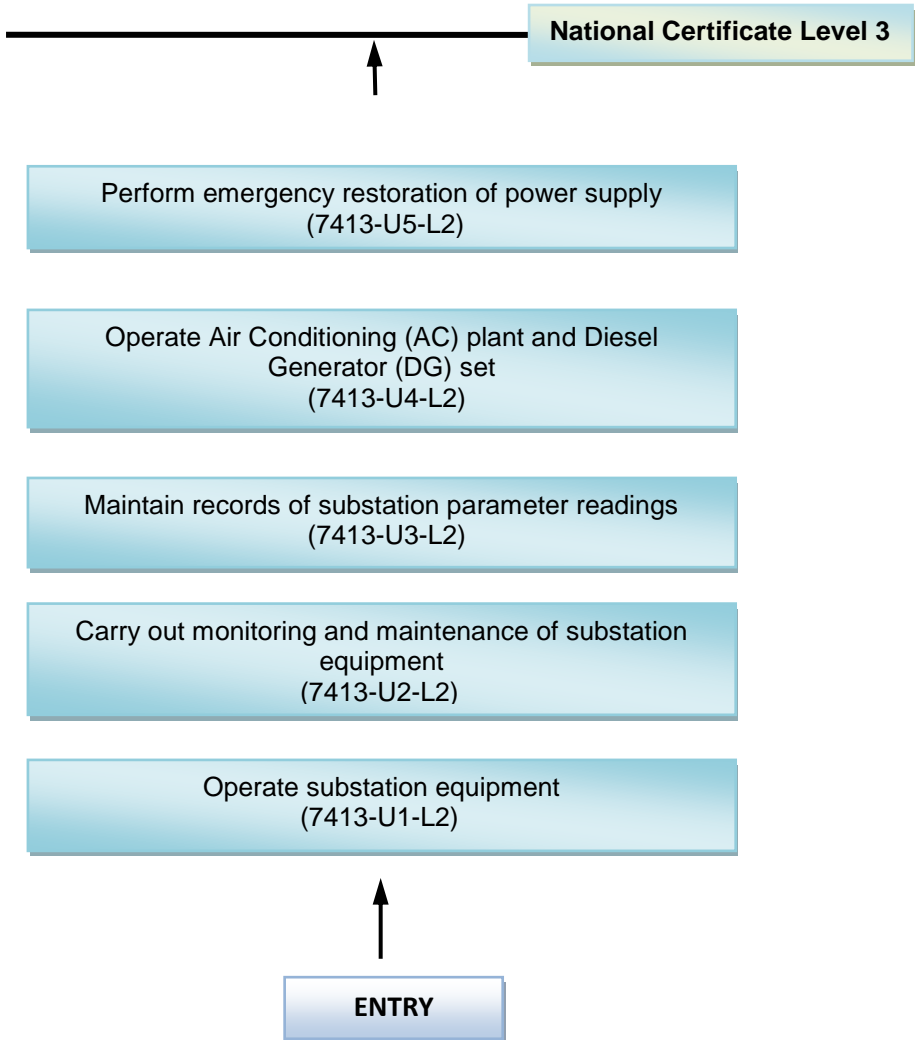 National Certificate Level 3
Perform emergency restoration of power supply
(7413-U5-L2)
Operate Air Conditioning (AC) plant and Diesel
Generator (DG) set
(7413-U4-L2)
Maintain records of substation parameter readings
(7413-U3-L2)
Carry out monitoring and maintenance of substation
equipment
(7413-U2-L2)
Operate substation equipment
(7413-U1-L2)
ENTRY